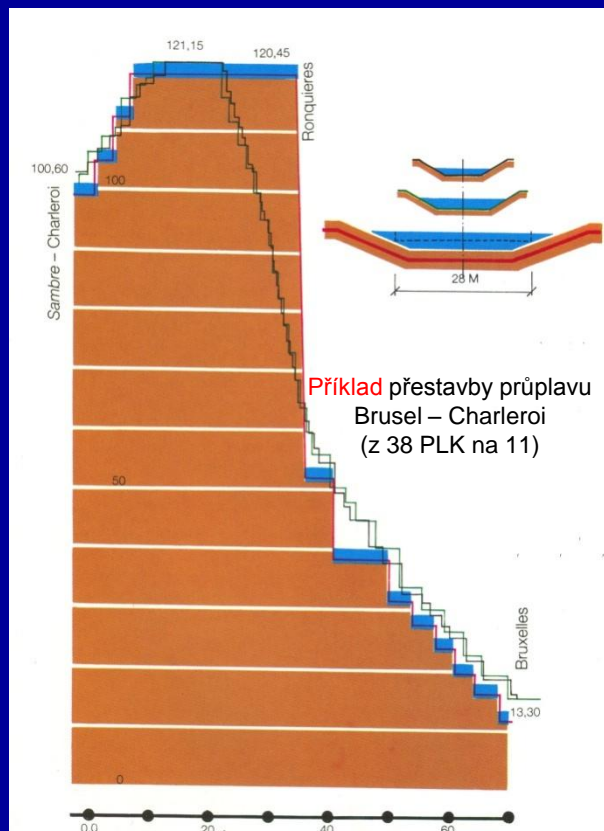 121,15
120,45
Ronquieres
100,60
100
Sambre – Charleroi
28 M
Příklad přestavby průplavu
Brusel – Charleroi
(z 38 PLK na 11)
50
Bruxelles
13,30
0
0,0
20
40
60